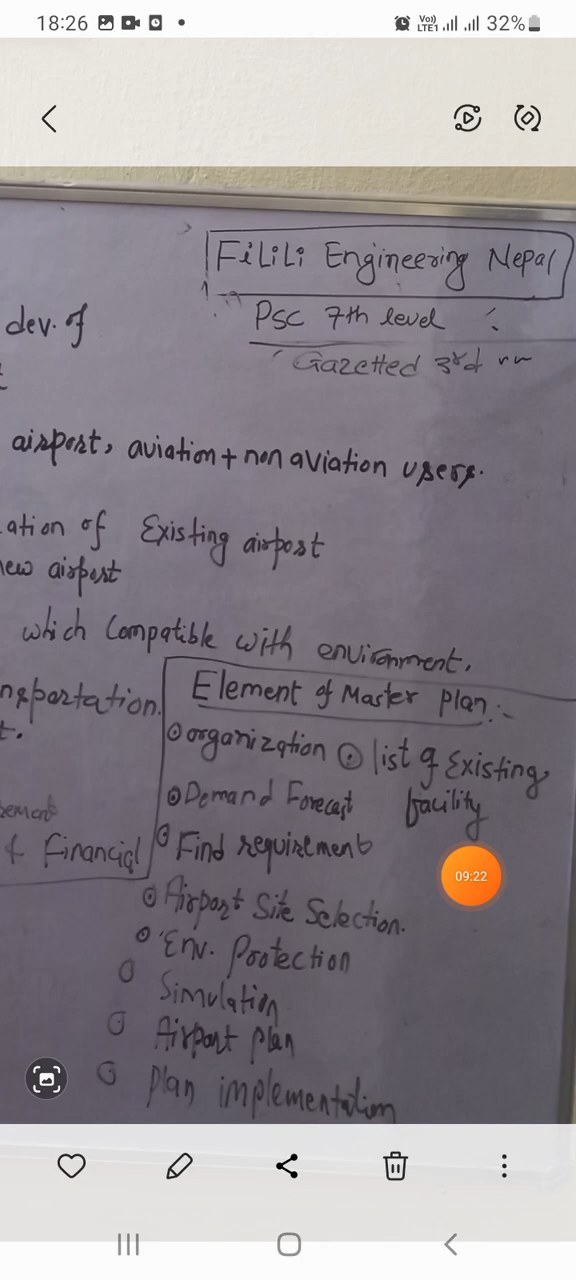 18:26
Vo)) LTE1 32%
FiLiLi Engineering Nepal
PSC 7th level
dev. of
Gazetted 3rd
airport, aviation + non aviation users.
ation of Existing airport
new airport
which Compatible with environment.
Element of Master plan:-
organization
list of Existing facility
Demand Forecast
& Financial
Find requirement
09:22
Airport Site Selection.
Env. Protection
Simulation
Airport plan
plan implementation